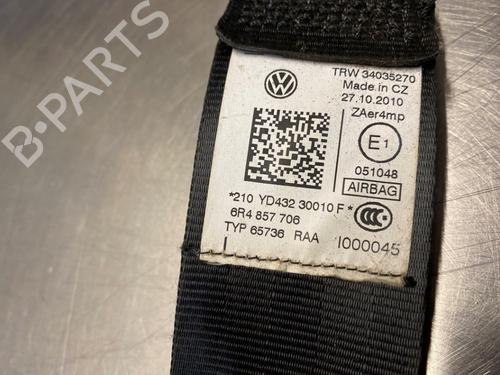 B-PARTS
TRW 34035270
Made in CZ
27.10.2010
ZAer4mp
E1
051048
AIRBAG
*210 YD432 30010 F*
6R4 857 706
TYP 65736 RAA
I000045